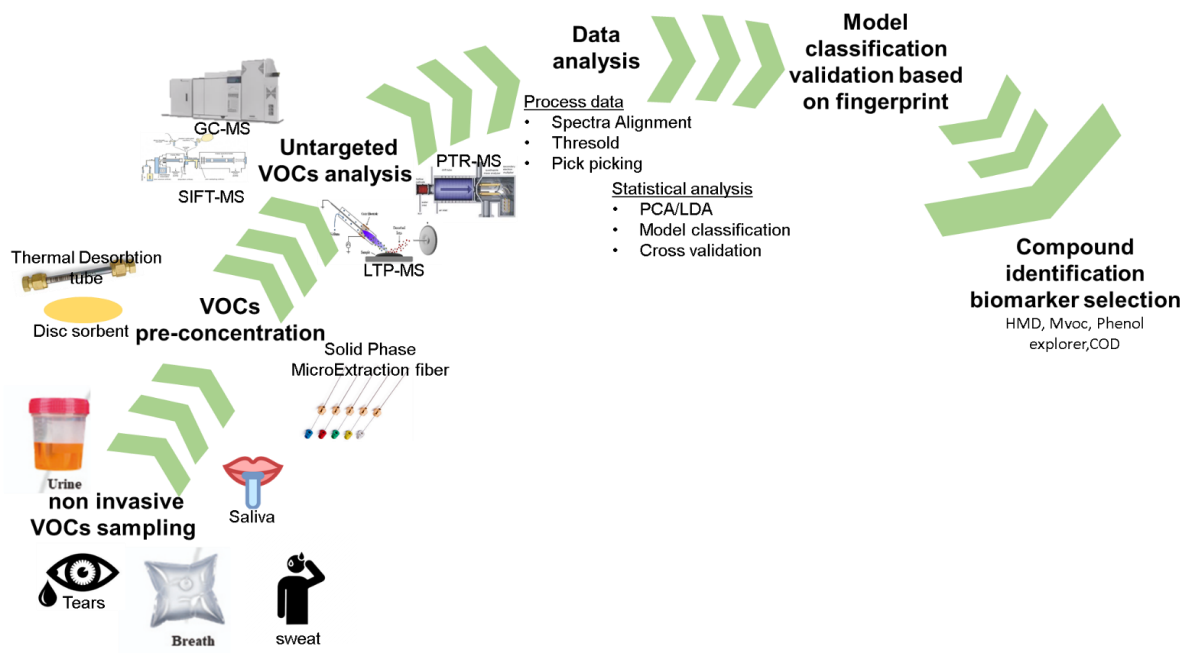 Data
analysis
Model
classification
validation based
on fingerprint
Process data
• Spectra Alignment
• Thresold
• Pick picking
Statistical analysis
• PCA/LDA
• Model classification
• Cross validation
GC-MS
SIFT-MS
Untargeted
VOCs analysis
PTR-MS
LTP-MS
Compound
identification
biomarker selection
HMD, Mvoc, Phenol
explorer,COD
Thermal Desorbtion
tube
Disc sorbent
VOCs
pre-concentration
Solid Phase
MicroExtraction fiber
Urine
non invasive
VOCs sampling
Saliva
Tears
Breath
sweat